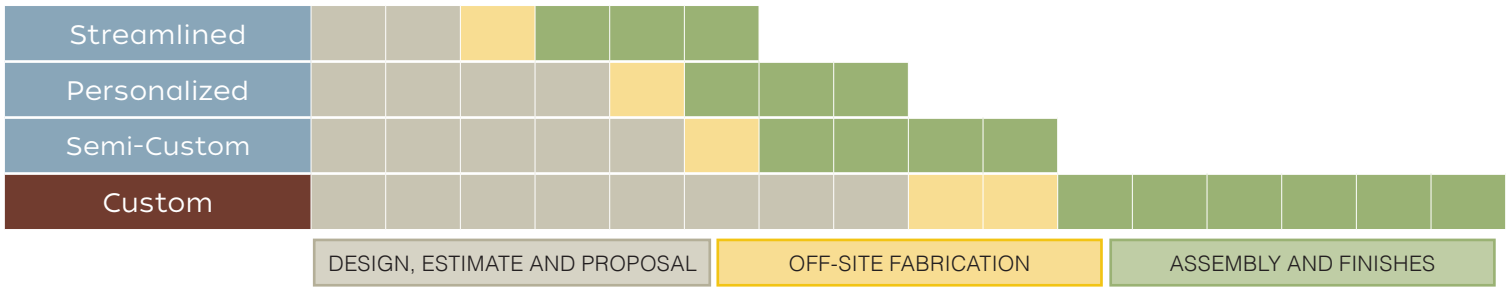 Streamlined
Personalized
Semi-Custom
Custom
DESIGN, ESTIMATE AND PROPOSAL
OFF-SITE FABRICATION
ASSEMBLY AND FINISHES